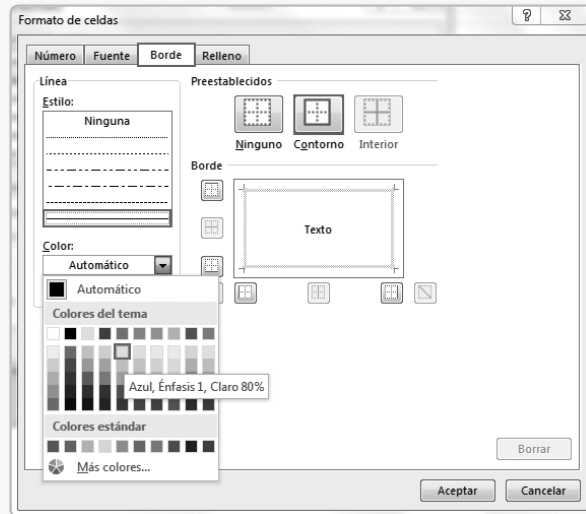 Formato de celdas
Número Fuente Borde Relleno
Línea
Estilo:
Ninguna
Color:
Automático
Automático
Colores del tema
Azul, Énfasis 1, Claro 80%
Colores estándar
Más colores...
Preestablecidos
Ninguno Contorno Interior
Borde
Texto
Borrar
Aceptar Cancelar